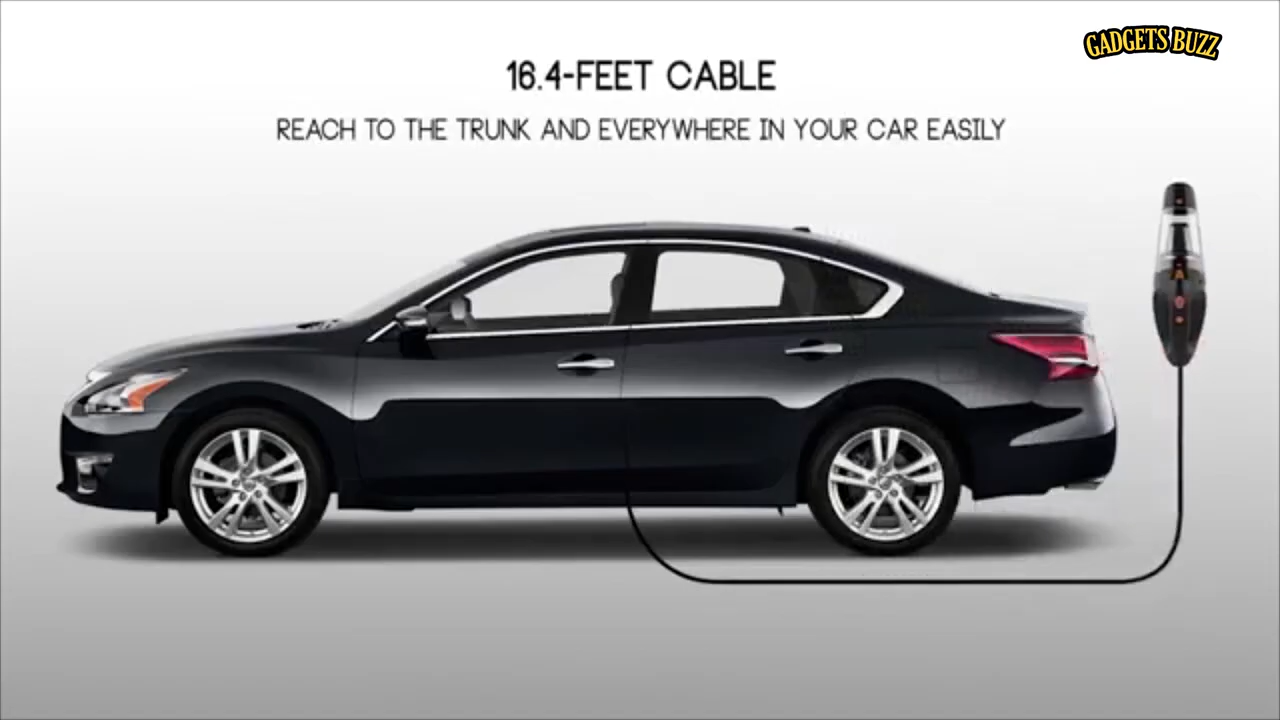 GADGETS BUZZ
16.4-FEET CABLE
REACH TO THE TRUNK AND EVERYWHERE IN YOUR CAR EASILY